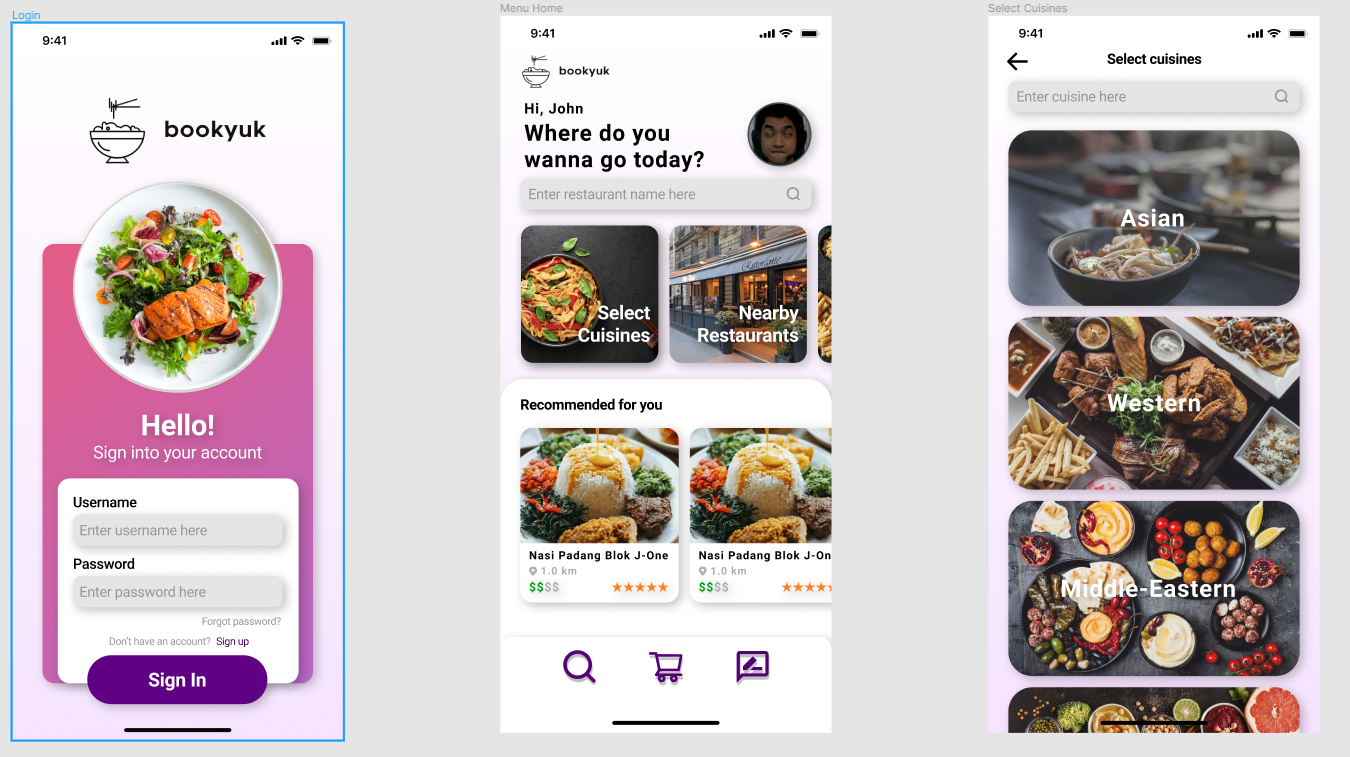 Login
9:41
bookyuk
Hello!
Sign into your account
Username
Enter username here
Password
Enter password here
Forgot password?
Don't have an account? Sign up
Sign In
Menu Home
9:41
bookyuk
Hi, John
Where do you
wanna go today?
Enter restaurant name here
Ristorante
Select
Cuisines
Nearby
Restaurants
Recommended for you
Nasi Padang Blok J-One
1.0 km
$$$$
Nasi Padang Blok J-On
1.0 km
$$$$
Select Cuisines
9:41
Select cuisines
Enter cuisine here
Asian
Western
Middle-Eastern